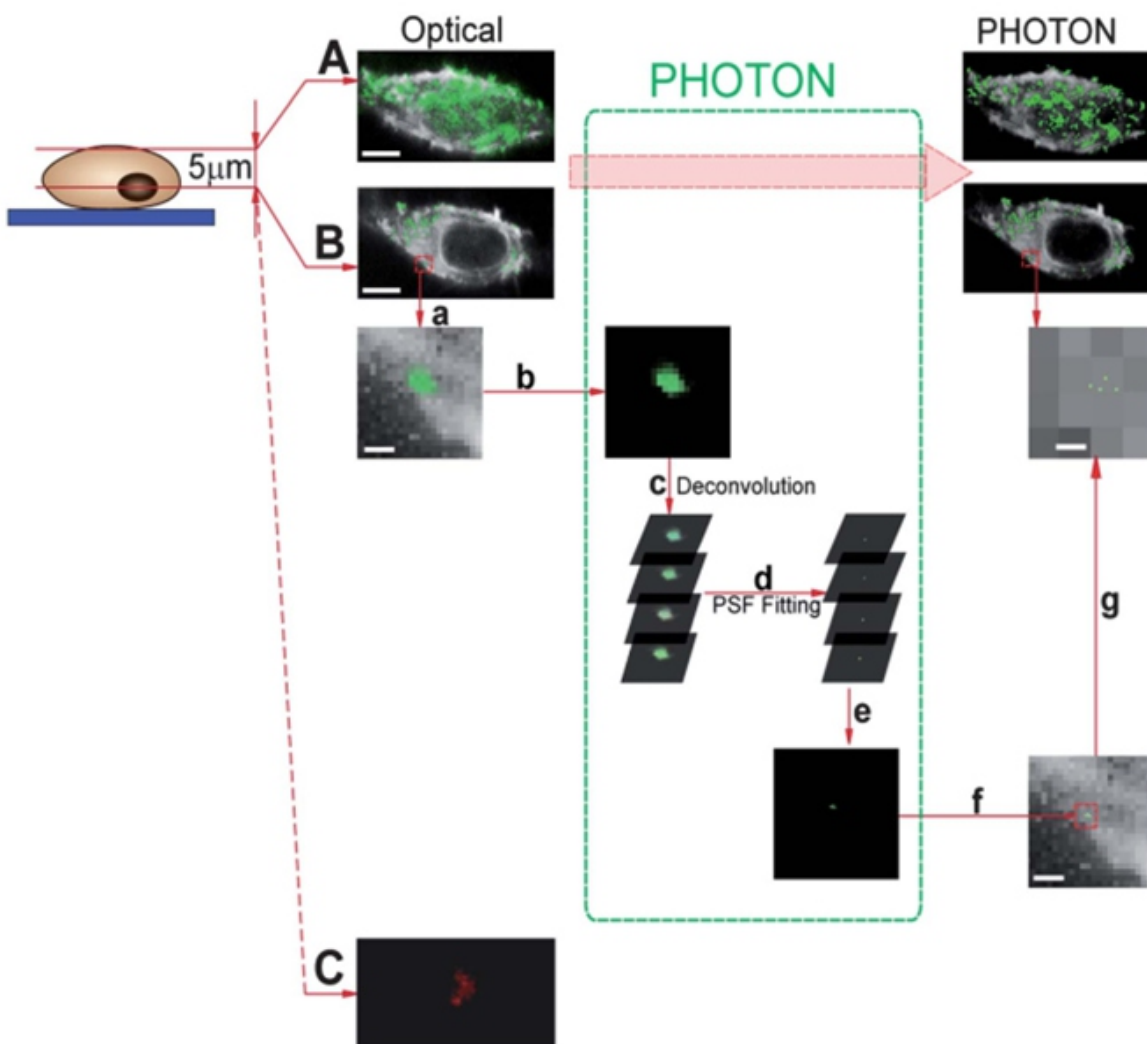 Optical
PHOTON
A
PHOTON
5μm
B
a
b
c Deconvolution
d
PSF Fitting
g
e
f
C